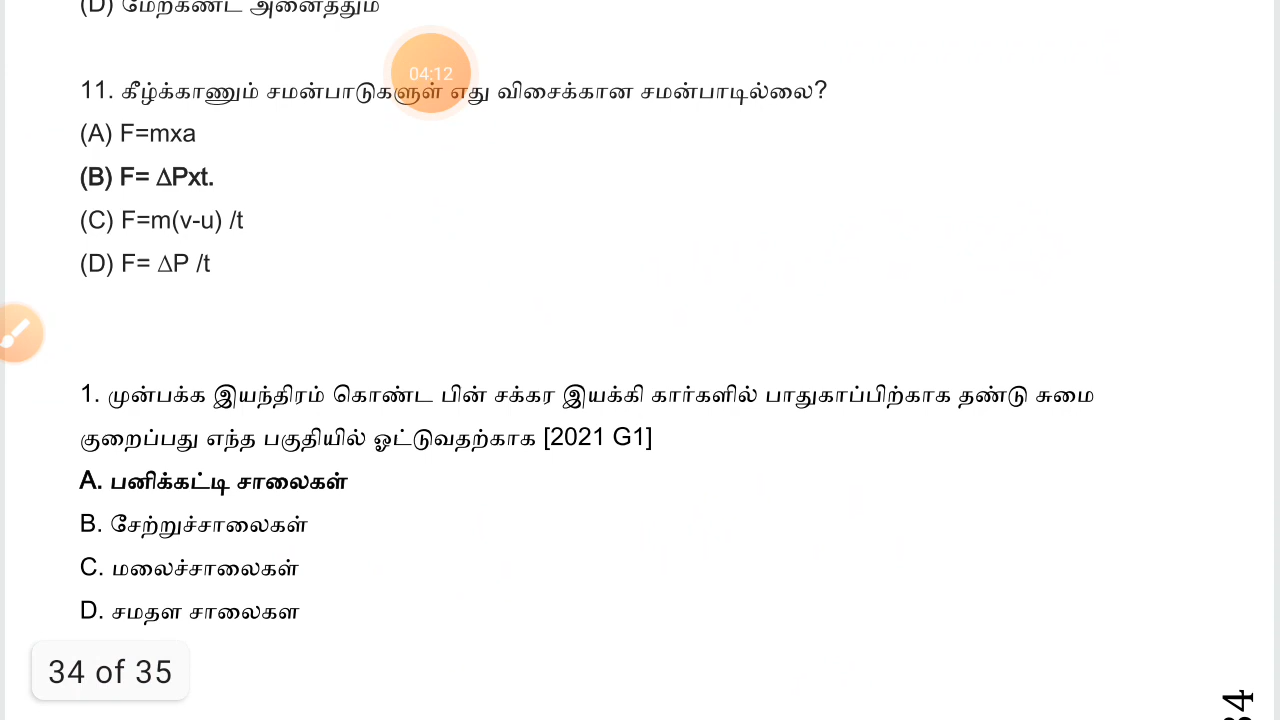 (D) மேற்கண்ட அனைத்தும்
04:12
11. கீழ்க்காணும் சமன்பாடுகளுள் எது விசைக்கான சமன்பாடில்லை?
(A) F=mxa
(B) F= ∆Pxt.
(C) F=m(v-u) /t
(D) F= ∆P /t
1. முன்பக்க இயந்திரம் கொண்ட பின் சக்கர இயக்கி கார்களில் பாதுகாப்பிற்காக தண்டு சுமை
குறைப்பது எந்த பகுதியில் ஓட்டுவதற்காக [2021 G1]
A. பனிக்கட்டி சாலைகள்
B. சேற்றுச்சாலைகள்
C. மலைச்சாலைகள்
D. சமதள சாலைகள
34 of 35
34